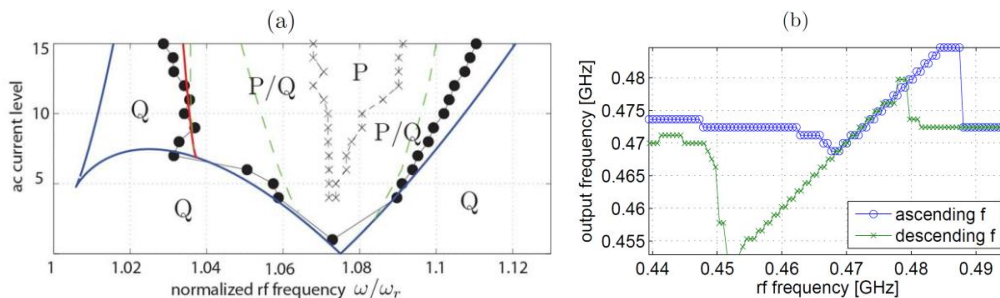 (a)
15
10
5
ac current level
Q
P/Q
P
P/Q
Q
Q
1
1.02
1.04
1.06
1.08
1.1
1.12
normalized rf frequency ω/ωr
(b)
0.48
0.475
0.47
0.465
0.46
0.455
output frequency [GHz]
ascending f
descending f
0.44
0.45
0.46
0.47
0.48
0.49
rf frequency [GHz]